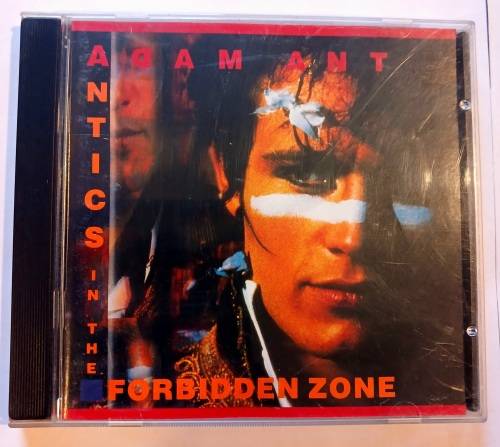 ADAM ANT
ANTICS
IN THE
FORBIDDEN ZONE